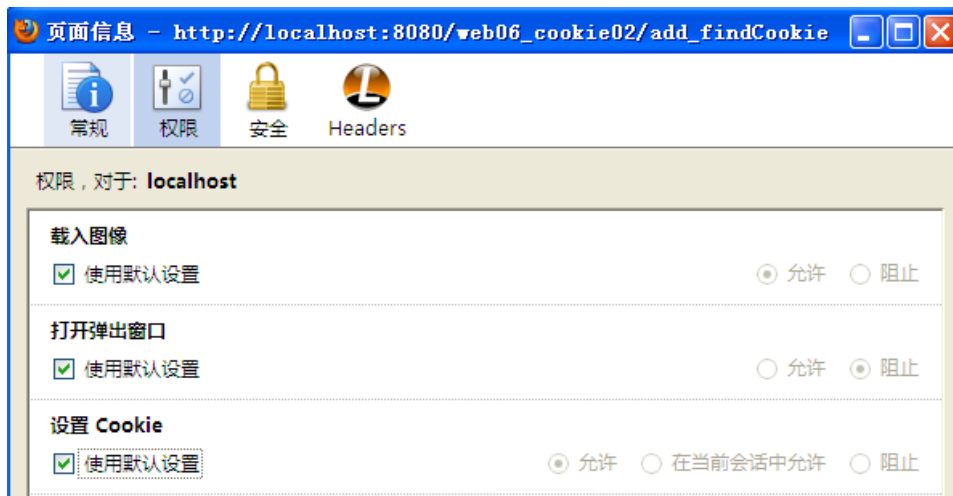 页面信息 - http://localhost:8080/web06_cookie02/add_findCookie
常规 权限 安全 Headers
权限，对于: localhost
载入图像
使用默认设置 允许 阻止
打开弹出窗口
使用默认设置 允许 阻止
设置 Cookie
使用默认设置 允许 在当前会话中允许 阻止